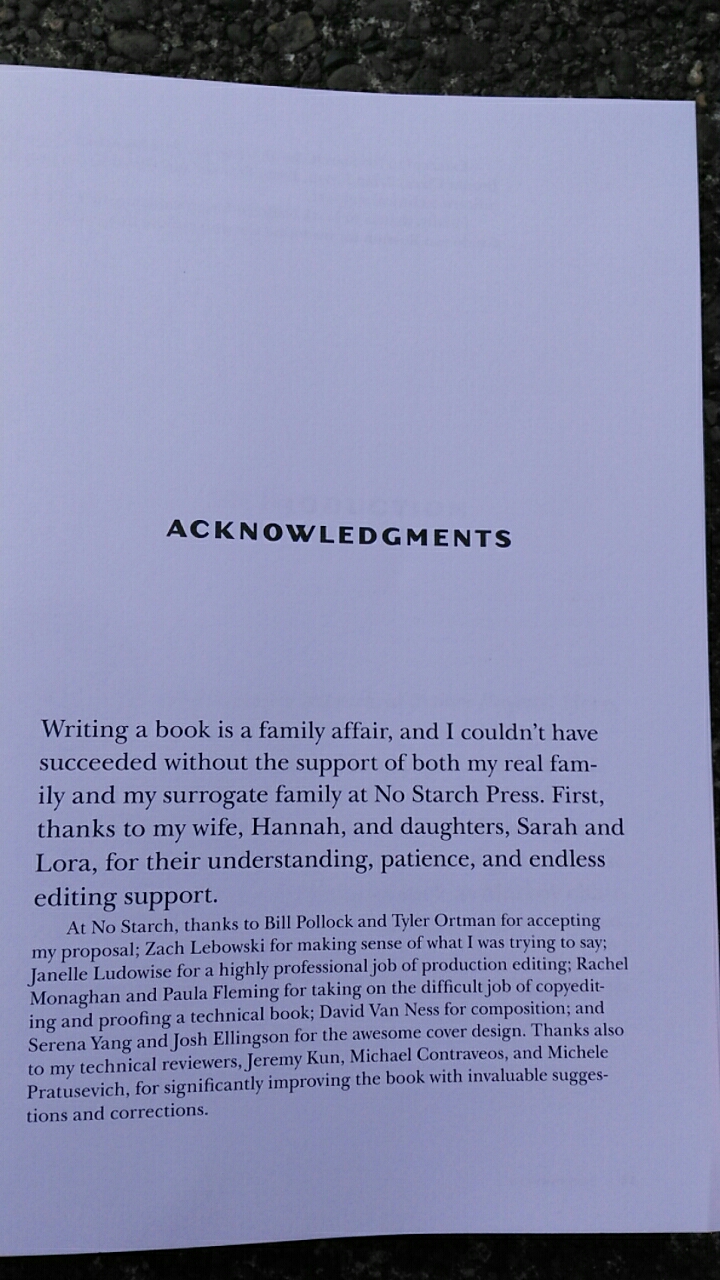 ACKNOWLEDGMENTS
Writing a book is a family affair, and I couldn't have
succeeded without the support of both my real fam-
ily and my surrogate family at No Starch Press. First,
thanks to my wife, Hannah, and daughters, Sarah and
Lora, for their understanding, patience, and endless
editing support.
At No Starch, thanks to Bill Pollock and Tyler Ortman for accepting
my proposal; Zach Lebowski for making sense of what I was trying to say;
Janelle Ludowise for a highly professional job of production editing; Rachel
Monaghan and Paula Fleming for taking on the difficult job of copyedit-
ing and proofing a technical book; David Van Ness for composition; and
Serena Yang and Josh Ellingson for the awesome cover design. Thanks also
to my technical reviewers, Jeremy Kun, Michael Contraveos, and Michele
Pratusevich, for significantly improving the book with invaluable sugges-
tions and corrections.